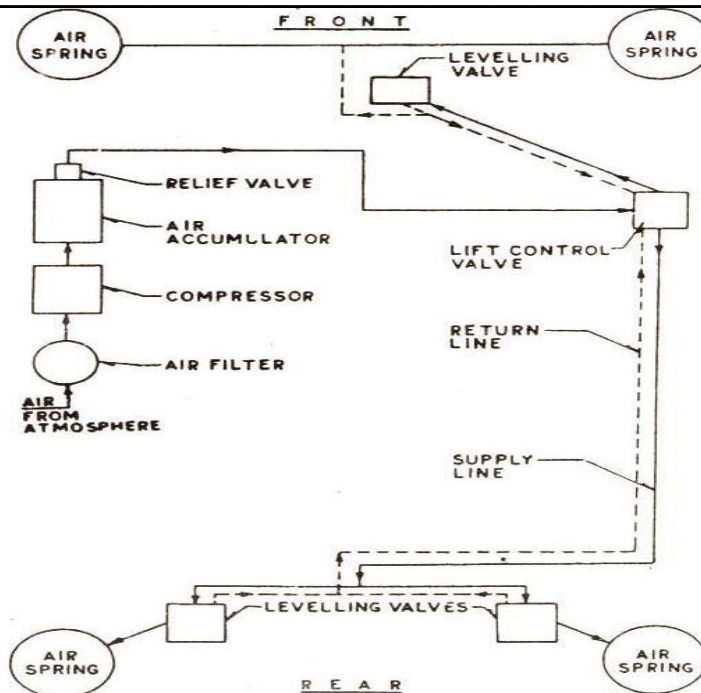 FRONT
AIR
SPRING
AIR
SPRING
LEVELLING
VALVE
RELIEF VALVE
AIR
ACCUMULATOR
LIFT CONTROL
VALVE
COMPRESSOR
RETURN
LINE
AIR FILTER
AIR
FROM
ATMOSPHERE
SUPPLY
LINE
LEVELLING VALVES
AIR
SPRING
AIR
SPRING
REAR